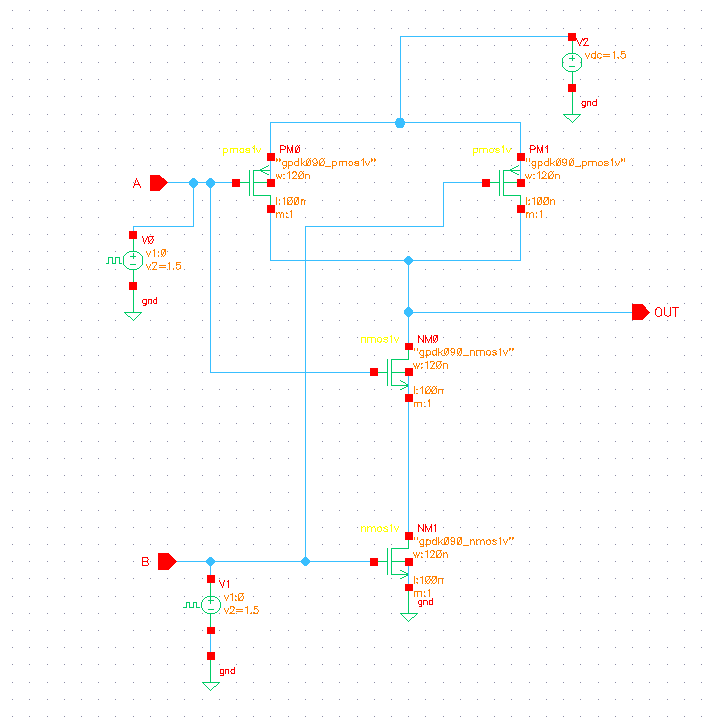 V2
vdc=1.5
gnd
pmos1v
PM0
"gpdk090_pmos1v"
w:120n
l:100n
m:1
pmos1v
PM1
"gpdk090_pmos1v"
w:120n
l:100n
m:1
A
V0
v1:0
v2=1.5
gnd
OUT
nmos1v
NM0
"gpdk090_nmos1v"
w:120n
l:100n
m:1
nmos1v
NM1
"gpdk090_nmos1v"
w:120n
l:100n
m:1
gnd
B
V1
v1:0
v2=1.5
gnd